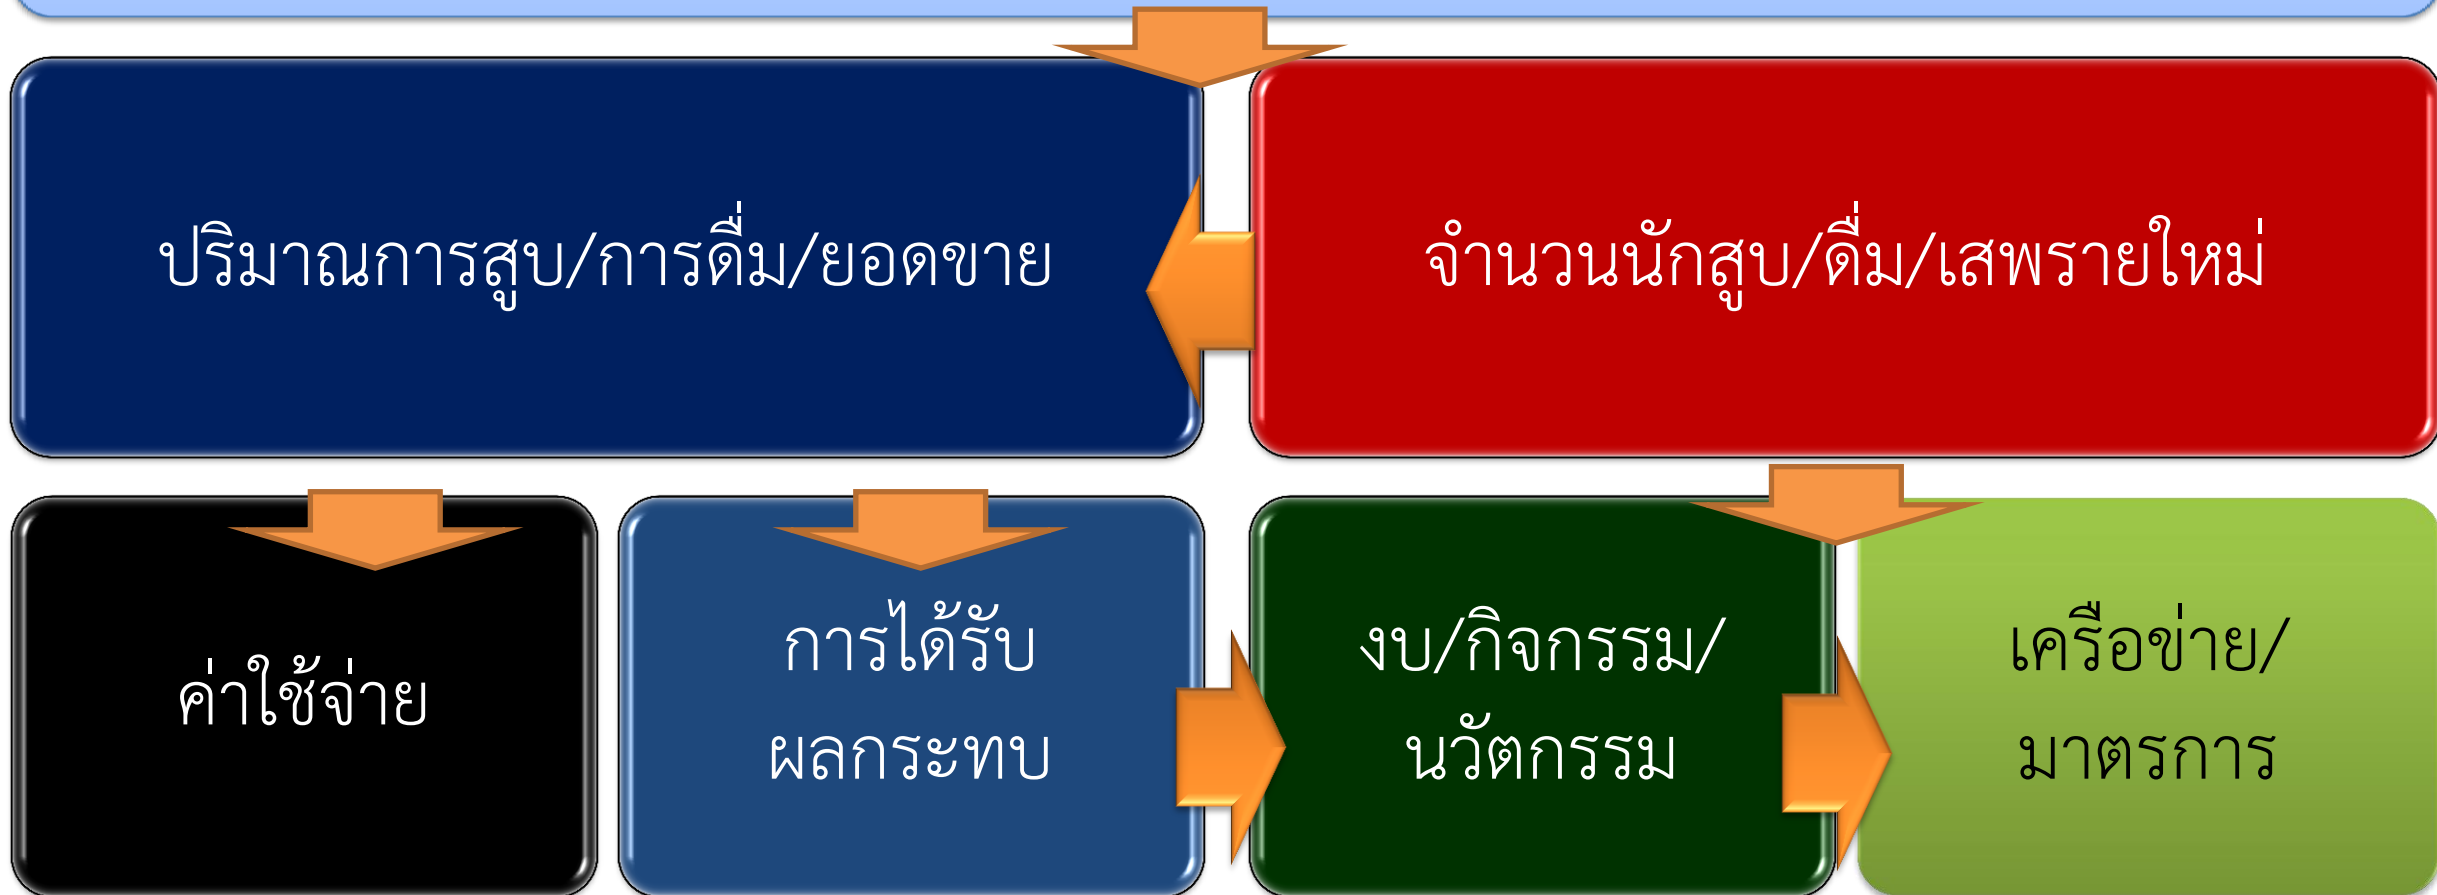 ปริมาณการสูบ/การดื่ม/ยอดขาย
จำนวนนักสูบ/ดื่ม/เสพรายใหม่
ค่าใช้จ่าย
การได้รับ
ผลกระทบ
งบ/กิจกรรม/
นวัตกรรม
เครือข่าย/
มาตรการ